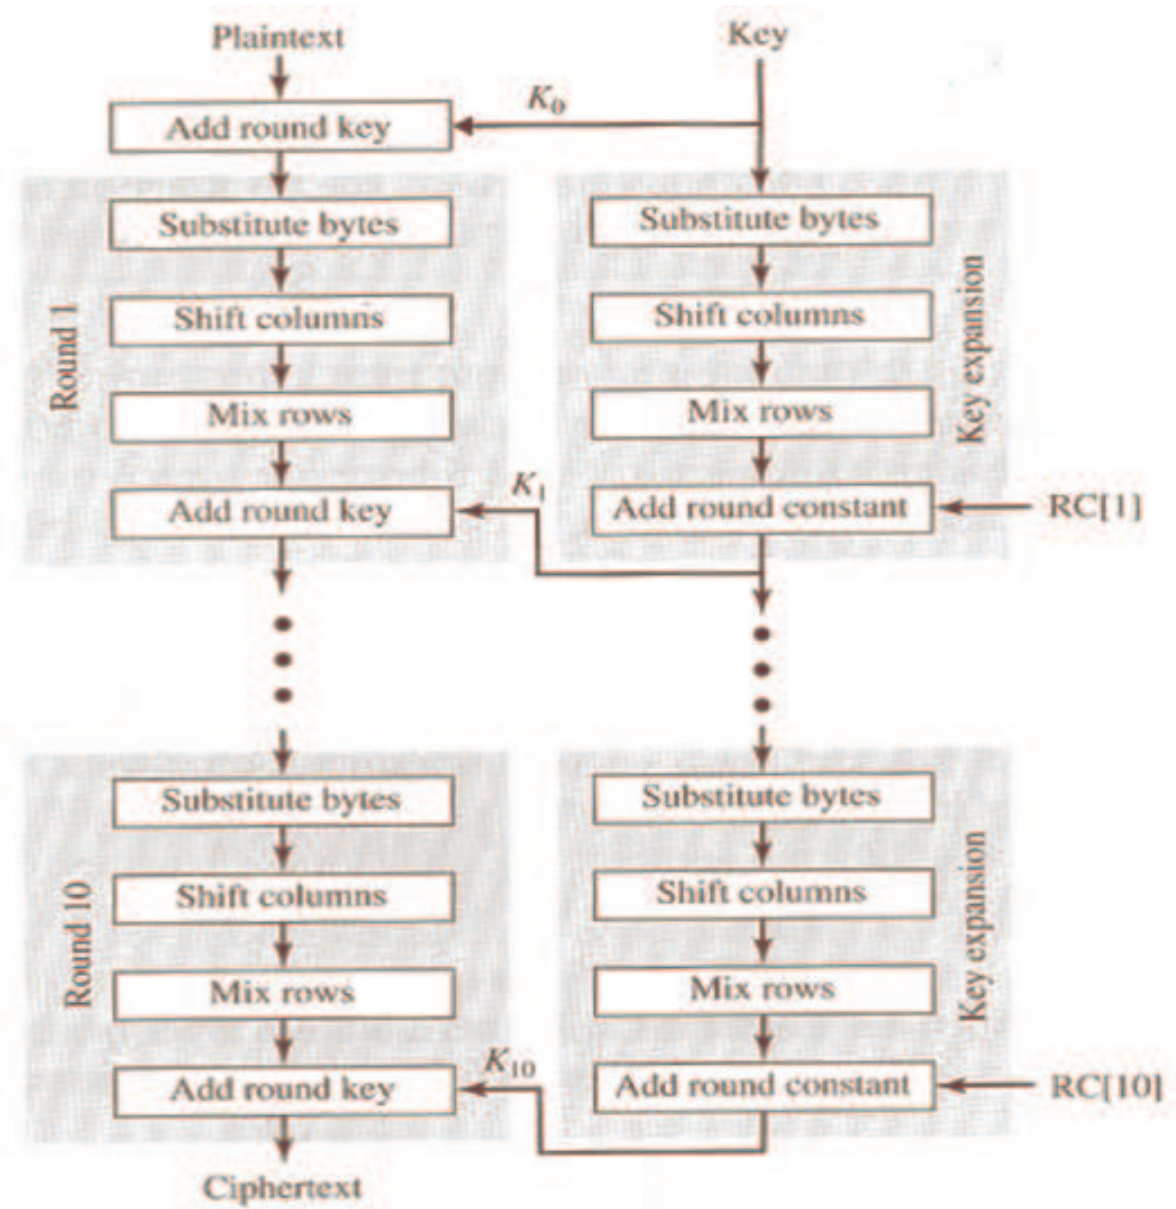 Plaintext
Key
K0
Add round key
Substitute bytes
Shift columns
Mix rows
Add round key
Round 1
Substitute bytes
Shift columns
Mix rows
Add round constant
Key expansion
K1
RC[1]
Substitute bytes
Shift columns
Mix rows
Add round key
Round 10
Substitute bytes
Shift columns
Mix rows
Add round constant
Key expansion
K10
RC[10]
Ciphertext